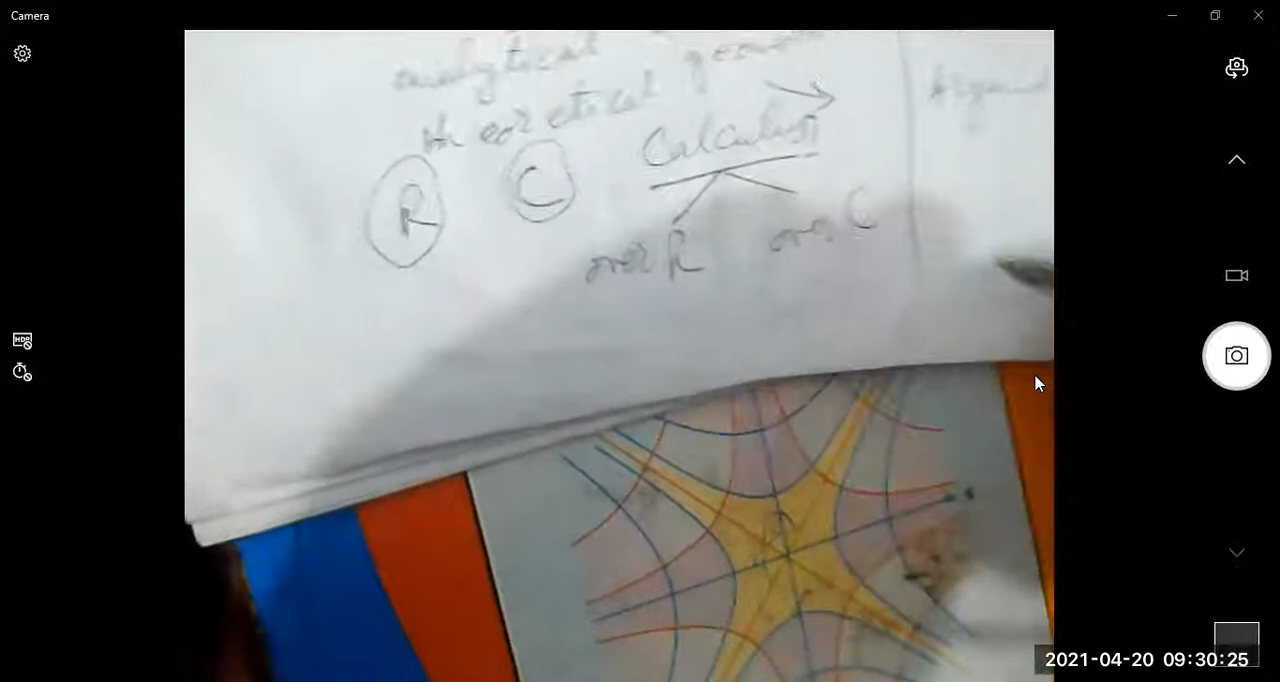 Camera
analytical
theoretical
Calculus
R C
over R over C
2021-04-20 09:30:25